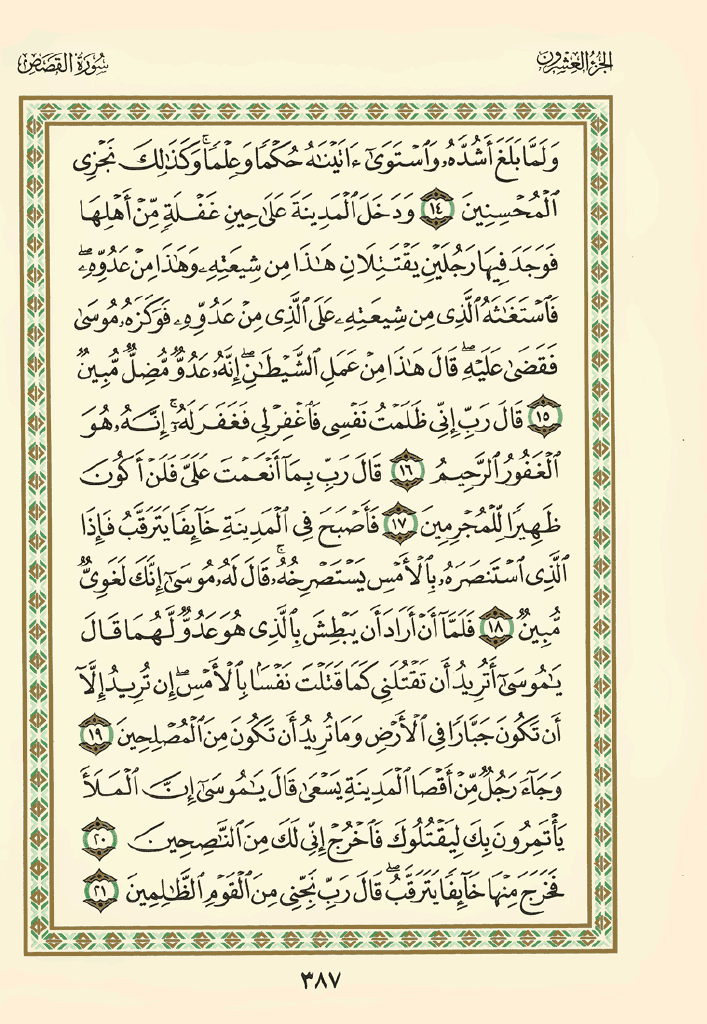 الجزء العشرون
سورة القصص
وَلَمَّا بَلَغَ أَشُدَّهُۥ وَٱسْتَوَىٰٓ ءَاتَيْنَٰهُ حُكْمًا وَعِلْمًا ۚ وَكَذَٰلِكَ نَجْزِى
ٱلْمُحْسِنِينَ ١٤ وَدَخَلَ ٱلْمَدِينَةَ عَلَىٰ حِينِ غَفْلَةٍ مِّنْ أَهْلِهَا
فَوَجَدَ فِيهَا رَجُلَيْنِ يَقْتَتِلَانِ هَٰذَا مِن شِيعَتِهِۦ وَهَٰذَا مِنْ عَدُوِّهِۦ ۖ
فَٱسْتَغَٰثَهُ ٱلَّذِى مِن شِيعَتِهِۦ عَلَى ٱلَّذِى مِنْ عَدُوِّهِۦ فَوَكَزَهُۥ مُوسَىٰ
فَقَضَىٰ عَلَيْهِ ۖ قَالَ هَٰذَا مِنْ عَمَلِ ٱلشَّيْطَٰنِ ۖ إِنَّهُۥ عَدُوٌّ مُّضِلٌّ مُّبِينٌ
١٥ قَالَ رَبِّ إِنِّى ظَلَمْتُ نَفْسِى فَٱغْفِرْ لِى فَغَفَرَ لَهُۥٓ ۚ إِنَّهُۥ هُوَ
ٱلْغَفُورُ ٱلرَّحِيمُ ١٦ قَالَ رَبِّ بِمَآ أَنْعَمْتَ عَلَىَّ فَلَنْ أَكُونَ
ظَهِيرًا لِّلْمُجْرِمِينَ ١٧ فَأَصْبَحَ فِى ٱلْمَدِينَةِ خَآئِفًا يَتَرَقَّبُ فَإِذَا
ٱلَّذِى ٱسْتَنصَرَهُۥ بِٱلْأَمْسِ يَسْتَصْرِخُهُۥ ۚ قَالَ لَهُۥ مُوسَىٰٓ إِنَّكَ لَغَوِىٌّ
مُّبِينٌ ١٨ فَلَمَّآ أَنْ أَرَادَ أَن يَبْطِشَ بِٱلَّذِى هُوَ عَدُوٌّ لَّهُمَا قَالَ
يَٰمُوسَىٰٓ أَتُرِيدُ أَن تَقْتُلَنِى كَمَا قَتَلْتَ نَفْسًۢا بِٱلْأَمْسِ ۖ إِن تُرِيدُ إِلَّآ
أَن تَكُونَ جَبَّارًا فِى ٱلْأَرْضِ وَمَا تُرِيدُ أَن تَكُونَ مِنَ ٱلْمُصْلِحِينَ ١٩
وَجَآءَ رَجُلٌ مِّنْ أَقْصَا ٱلْمَدِينَةِ يَسْعَىٰ قَالَ يَٰمُوسَىٰٓ إِنَّ ٱلْمَلَأَ
يَأْتَمِرُونَ بِكَ لِيَقْتُلُوكَ فَٱخْرُجْ إِنِّى لَكَ مِنَ ٱلنَّٰصِحِينَ ٢٠
فَخَرَجَ مِنْهَا خَآئِفًا يَتَرَقَّبُ ۖ قَالَ رَبِّ نَجِّنِى مِنَ ٱلْقَوْمِ ٱلظَّٰلِمِينَ ٢١
٣٨٧